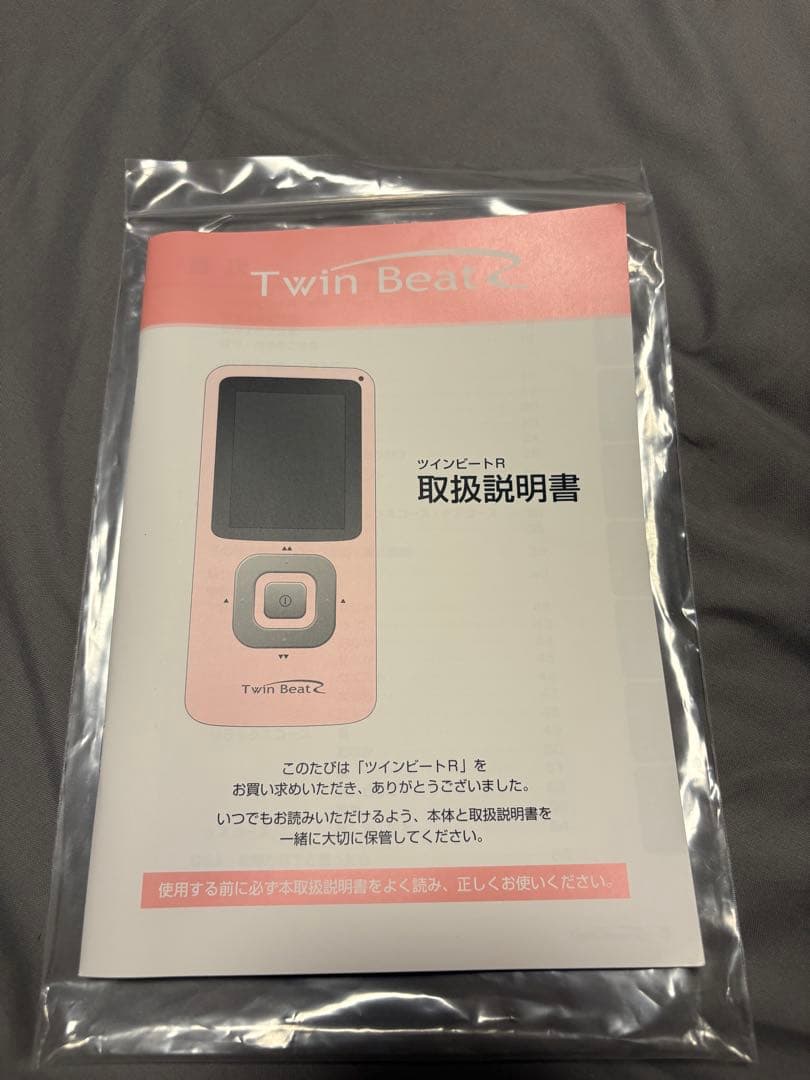 Twin Beat R
ツインビートR
取扱説明書
Twin Beat R
このたびは「ツインビートR」を
お買い求めいただき、ありがとうございました。
いつでもお読みいただけるよう、本体と取扱説明書を
一緒に大切に保管してください。
使用する前に必ず本取扱説明書をよく読み、正しくお使いください。